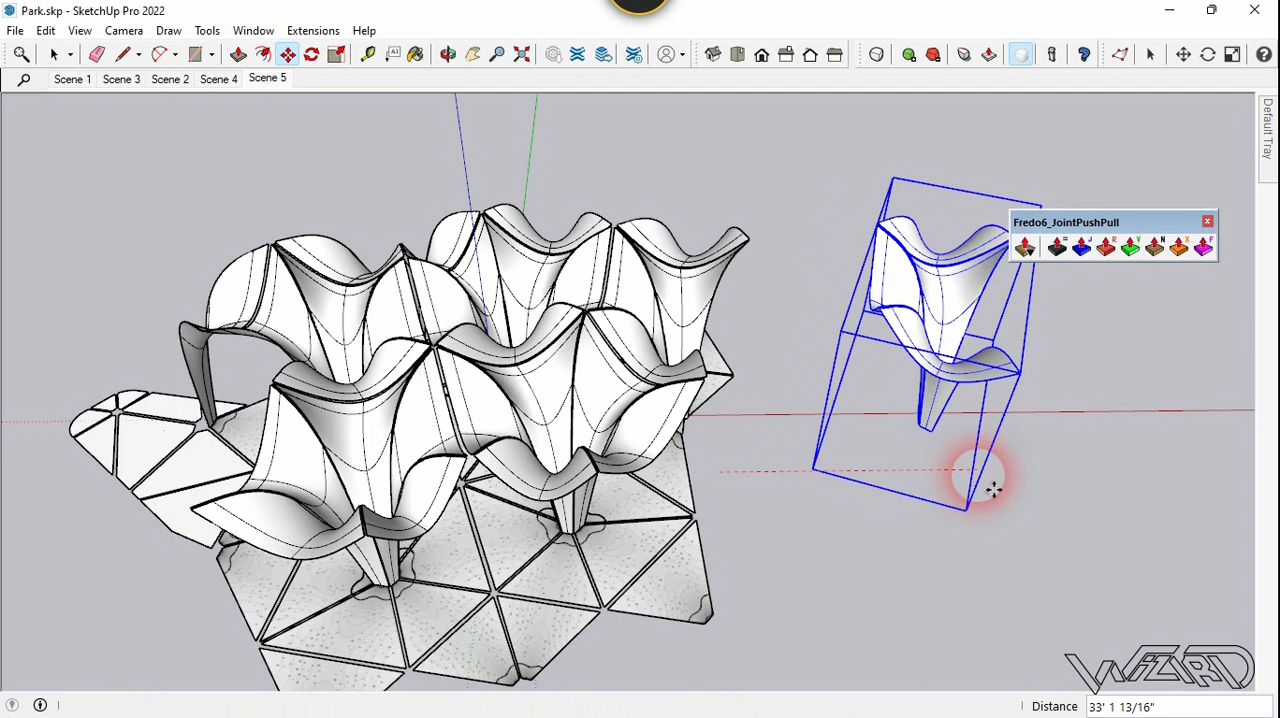 Park.skp - SketchUp Pro 2022
File Edit View Camera Draw Tools Window Extensions Help
Scene 1 Scene 3 Scene 2 Scene 4 Scene 5
Default Tray
Fredo6_JointPushPull
= J R V N X F
WIZARD
Distance 33' 1 13/16"